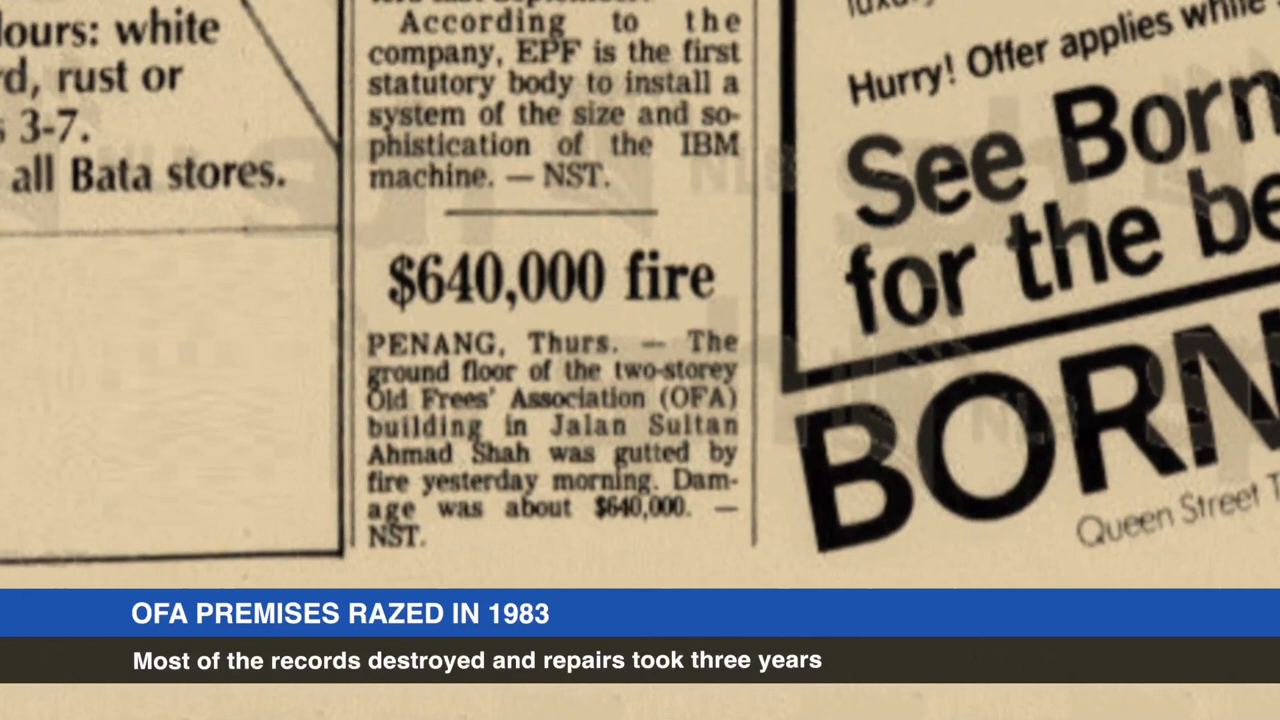 lours: white
rd, rust or
s 3-7.
all Bata stores.
According to the
company, EPF is the first
statutory body to install a
system of the size and so-
phistication of the IBM
machine. — NST.
$640,000 fire
PENANG, Thurs. — The
ground floor of the two-storey
Old Frees' Association (OFA)
building in Jalan Sultan
Ahmad Shah was gutted by
fire yesterday morning. Dam-
age was about $640,000. —
NST.
Hurry! Offer applies while
See Born
for the be
BORN
Queen Street T
OFA PREMISES RAZED IN 1983
Most of the records destroyed and repairs took three years